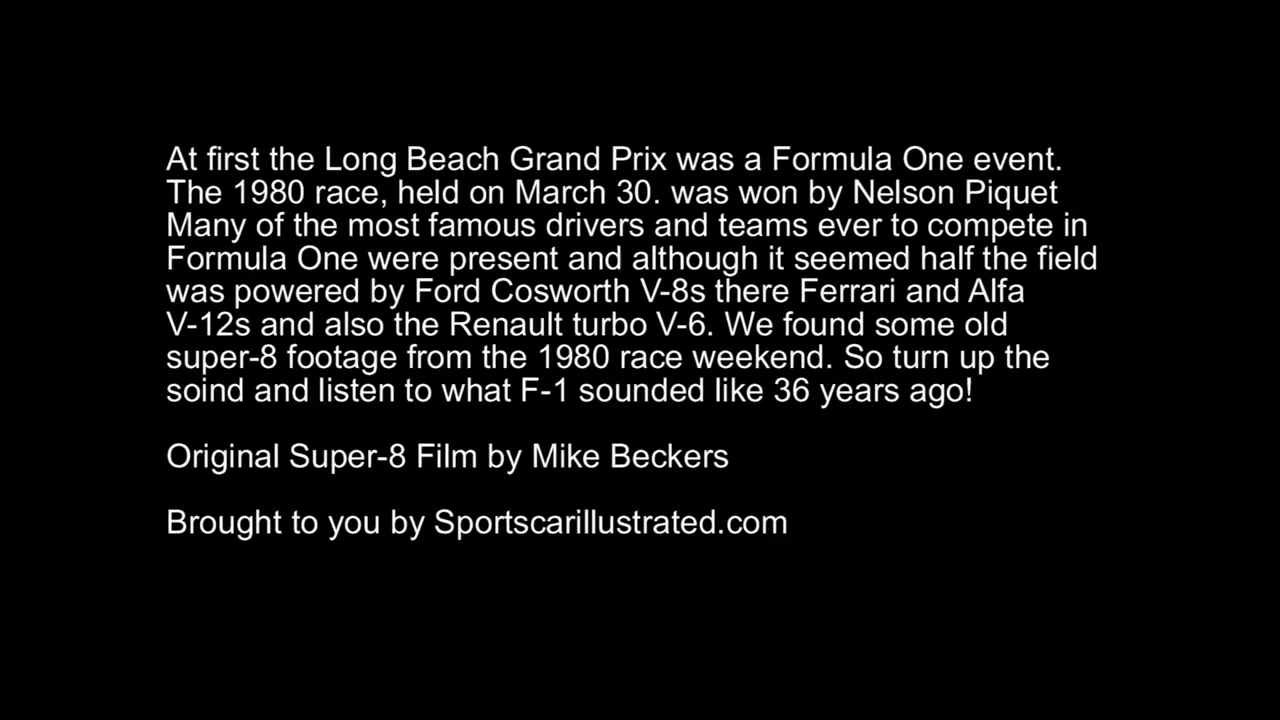 At first the Long Beach Grand Prix was a Formula One event.
The 1980 race, held on March 30. was won by Nelson Piquet
Many of the most famous drivers and teams ever to compete in
Formula One were present and although it seemed half the field
was powered by Ford Cosworth V-8s there Ferrari and Alfa
V-12s and also the Renault turbo V-6. We found some old
super-8 footage from the 1980 race weekend. So turn up the
soind and listen to what F-1 sounded like 36 years ago!
Original Super-8 Film by Mike Beckers
Brought to you by Sportscarillustrated.com